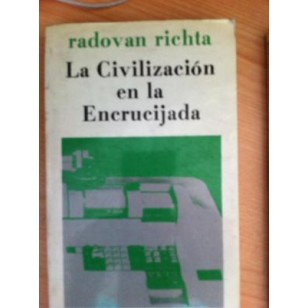 radovan richta
La Civilización
en la
Encrucijada